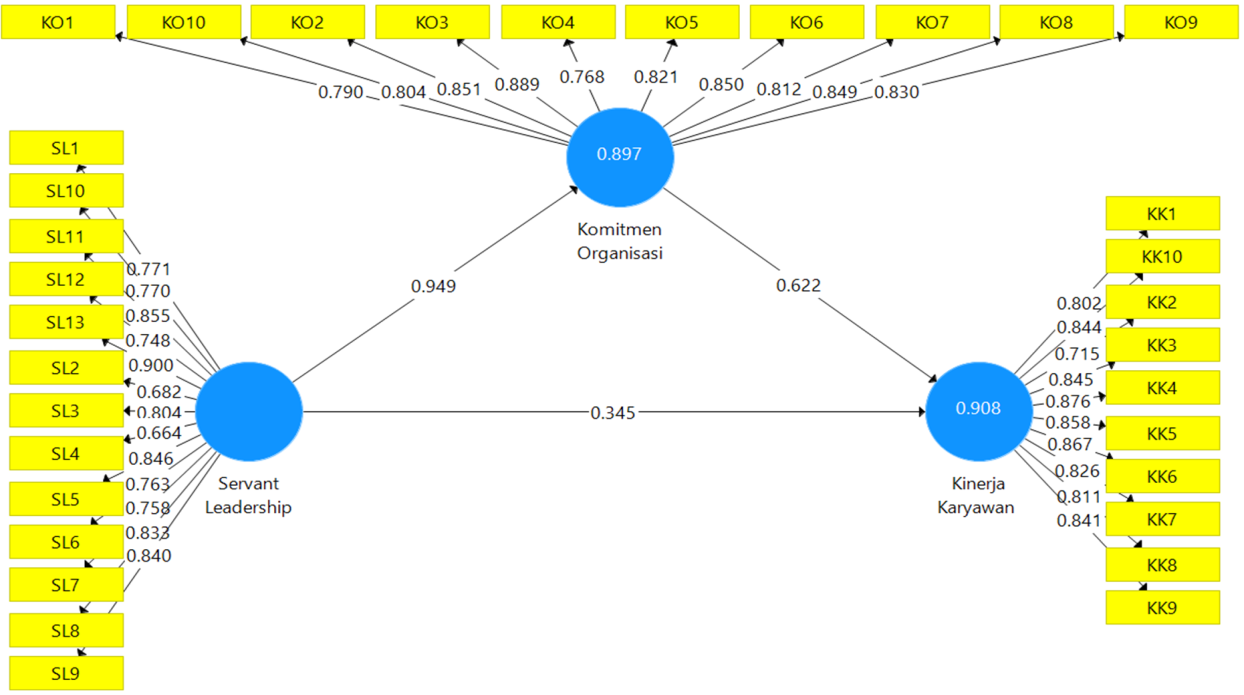 KO1 KO10 KO2 KO3 KO4 KO5 KO6 KO7 KO8 KO9
0.790 0.804 0.851 0.889 0.768 0.821 0.850 0.812 0.849 0.830
0.897
Komitmen
Organisasi
SL1
SL10
SL11
SL12
SL13
SL2
SL3
SL4
SL5
SL6
SL7
SL8
SL9
0.771
0.770
0.855
0.748
0.900
0.682
0.804
0.664
0.846
0.763
0.758
0.833
0.840
Servant
Leadership
0.949
0.622
0.345
0.908
Kinerja
Karyawan
0.802
0.844
0.715
0.845
0.876
0.858
0.867
0.826
0.811
0.841
KK1
KK10
KK2
KK3
KK4
KK5
KK6
KK7
KK8
KK9